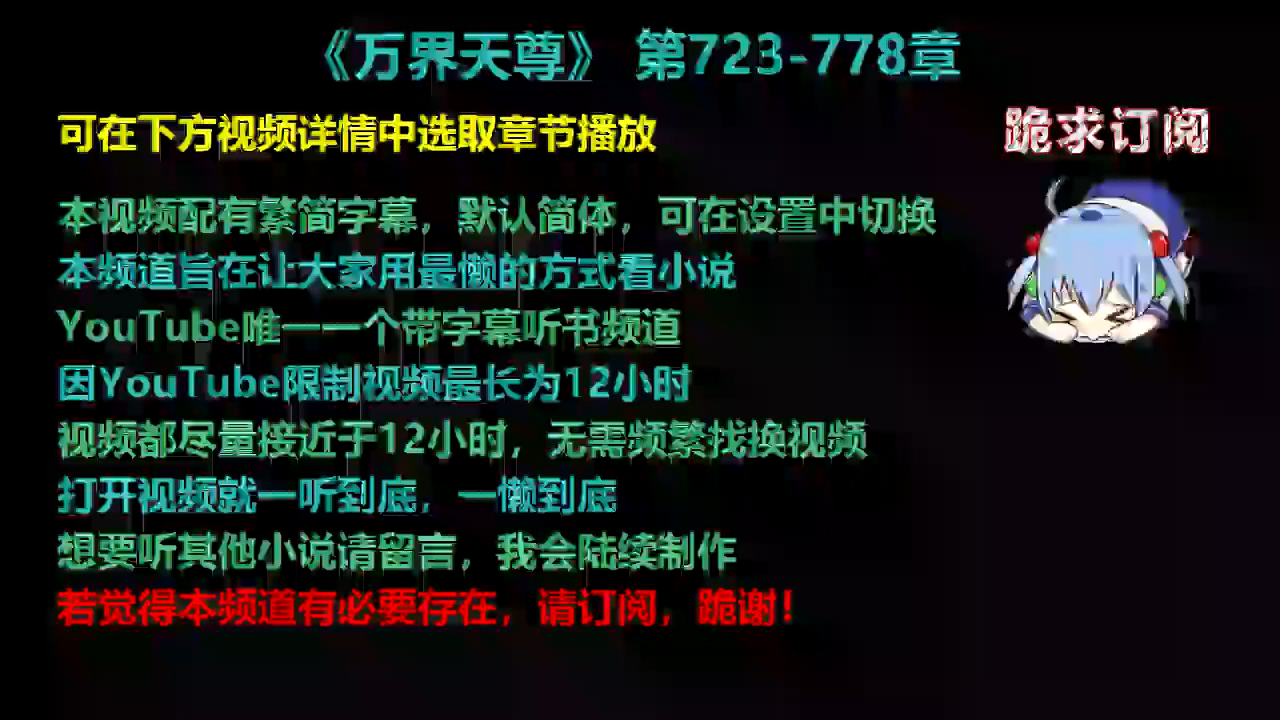 《万界天尊》 第723-778章
可在下方视频详情中选取章节播放
跪求订阅
本视频配有繁简字幕，默认简体，可在设置中切换
本频道旨在让大家用最懒的方式看小说
YouTube唯一一个带字幕听书频道
因YouTube限制视频最长为12小时
视频都尽量接近于12小时，无需频繁找换视频
打开视频就一听到底，一懒到底
想要听其他小说请留言，我会陆续制作
若觉得本频道有必要存在，请订阅，跪谢！